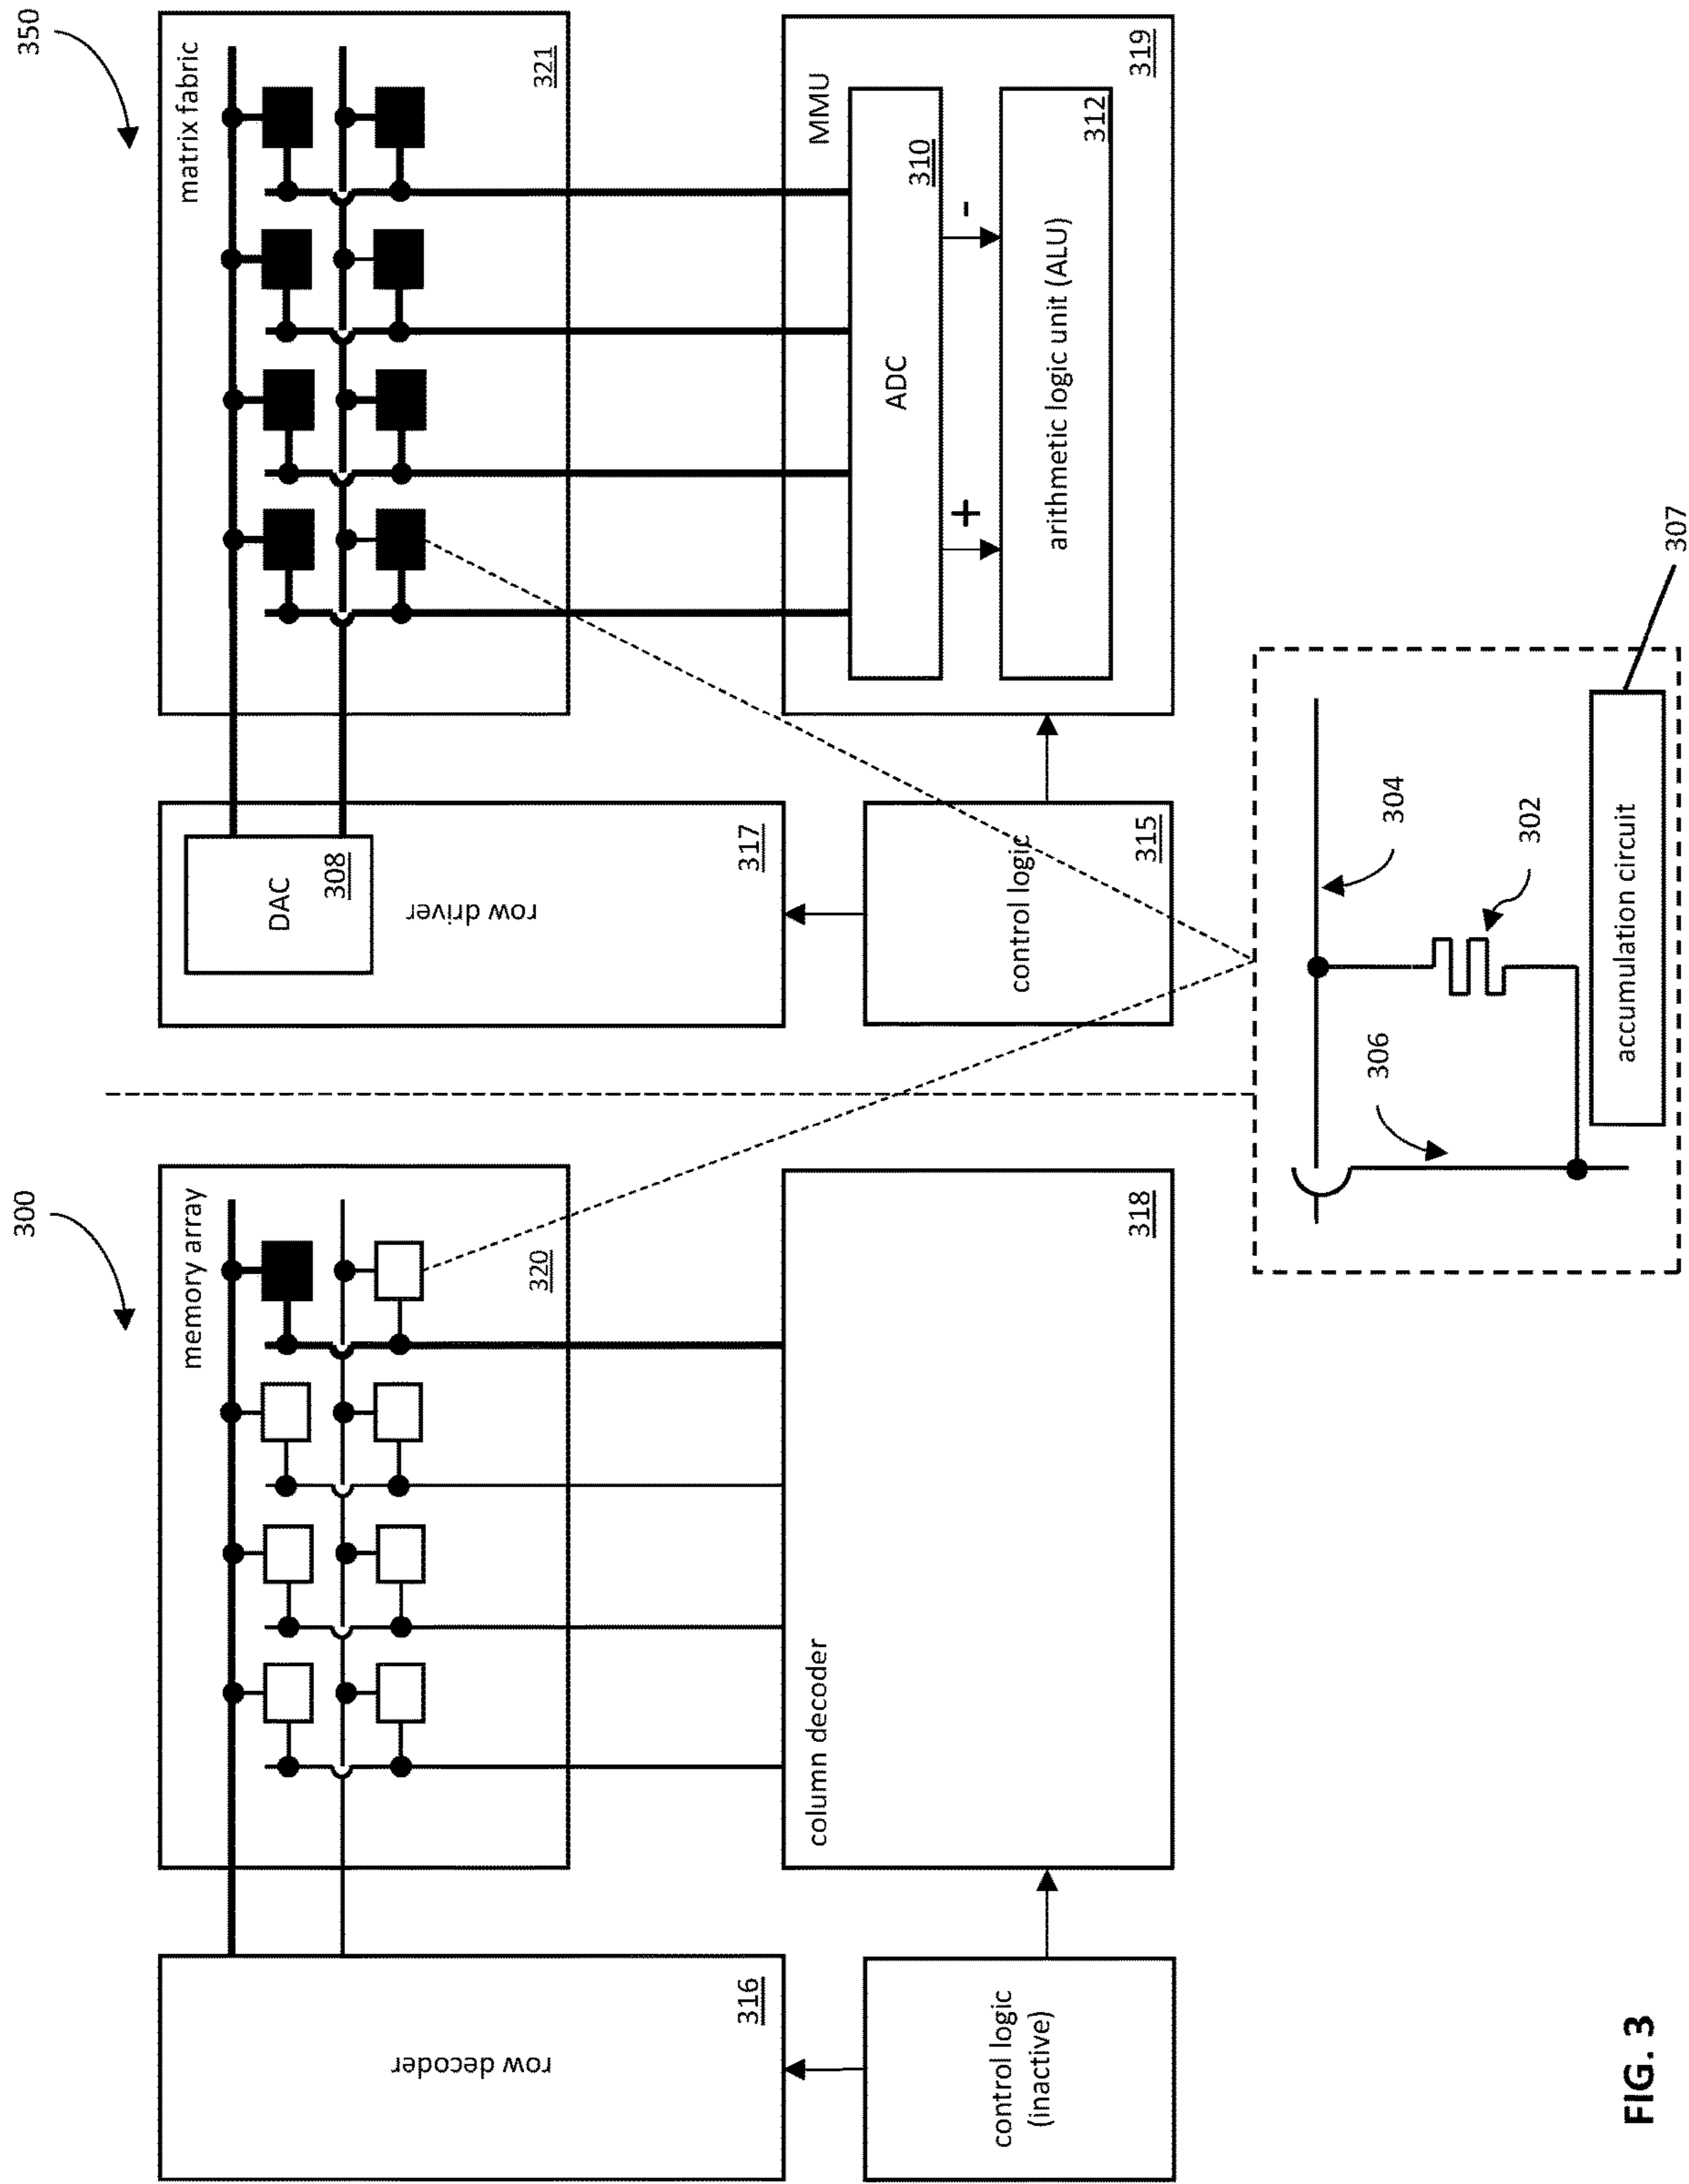 300
memory array
320
row decoder
316
column decoder
318
control logic
(inactive)
350
matrix fabric
321
DAC
308
row driver
317
MMU
ADC
310
+
-
arithmetic logic unit (ALU)
312
319
control logic
315
304
302
306
accumulation circuit
307
FIG. 3